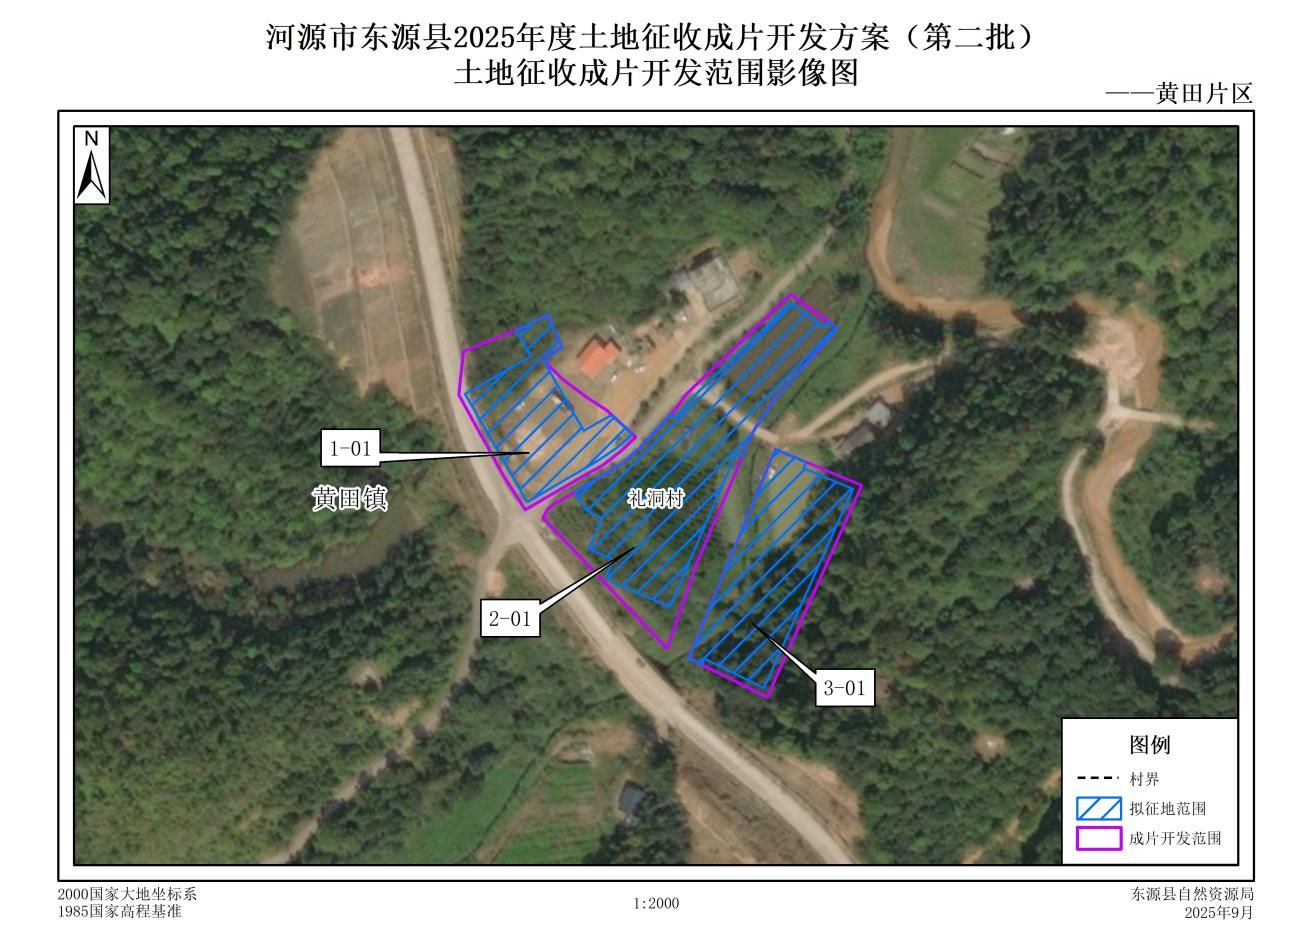 河源市东源县2025年度土地征收成片开发方案（第二批）
土地征收成片开发范围影像图
——黄田片区
N
1-01
黄田镇
礼洞村
2-01
3-01
图例
村界
拟征地范围
成片开发范围
2000国家大地坐标系
1985国家高程基准
1:2000
东源县自然资源局
2025年9月